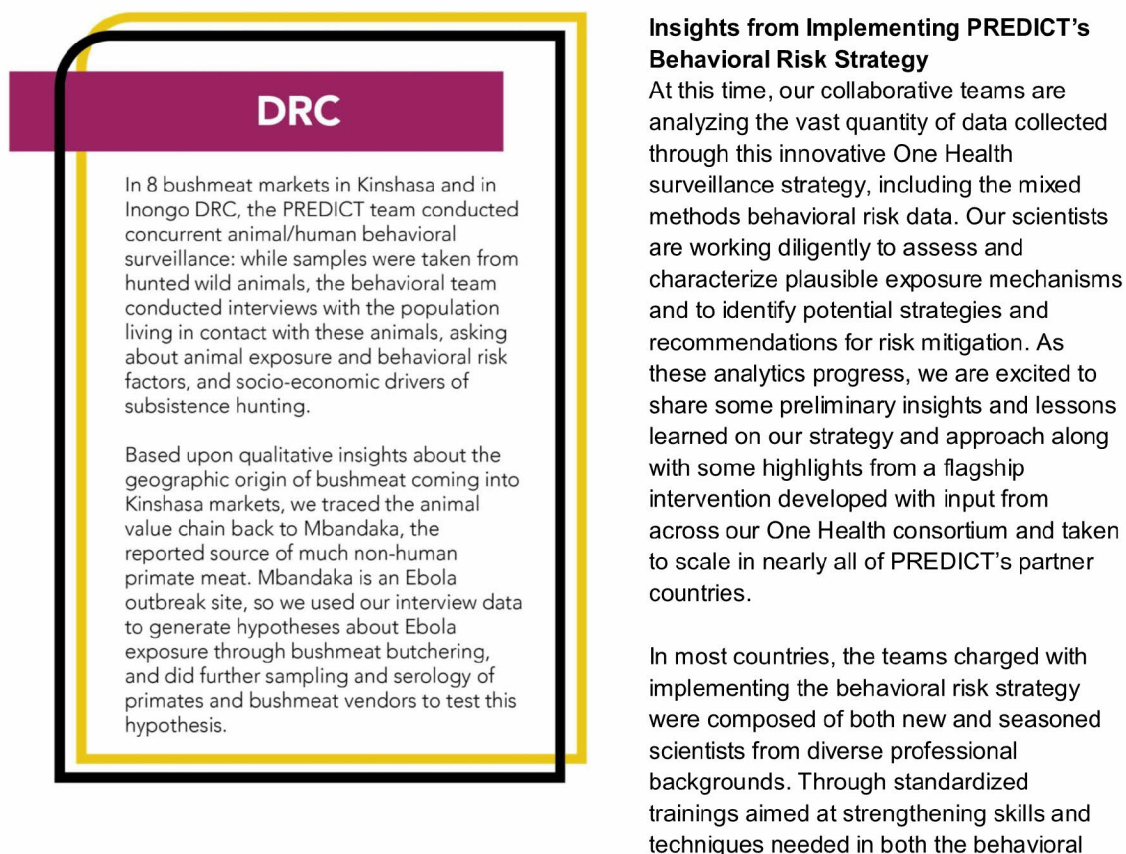 DRC
In 8 bushmeat markets in Kinshasa and in
Inongo DRC, the PREDICT team conducted
concurrent animal/human behavioral
surveillance: while samples were taken from
hunted wild animals, the behavioral team
conducted interviews with the population
living in contact with these animals, asking
about animal exposure and behavioral risk
factors, and socio-economic drivers of
subsistence hunting.
Based upon qualitative insights about the
geographic origin of bushmeat coming into
Kinshasa markets, we traced the animal
value chain back to Mbandaka, the
reported source of much non-human
primate meat. Mbandaka is an Ebola
outbreak site, so we used our interview data
to generate hypotheses about Ebola
exposure through bushmeat butchering,
and did further sampling and serology of
primates and bushmeat vendors to test this
hypothesis.
Insights from Implementing PREDICT’s
Behavioral Risk Strategy
At this time, our collaborative teams are
analyzing the vast quantity of data collected
through this innovative One Health
surveillance strategy, including the mixed
methods behavioral risk data. Our scientists
are working diligently to assess and
characterize plausible exposure mechanisms
and to identify potential strategies and
recommendations for risk mitigation. As
these analytics progress, we are excited to
share some preliminary insights and lessons
learned on our strategy and approach along
with some highlights from a flagship
intervention developed with input from
across our One Health consortium and taken
to scale in nearly all of PREDICT’s partner
countries.
In most countries, the teams charged with
implementing the behavioral risk strategy
were composed of both new and seasoned
scientists from diverse professional
backgrounds. Through standardized
trainings aimed at strengthening skills and
techniques needed in both the behavioral